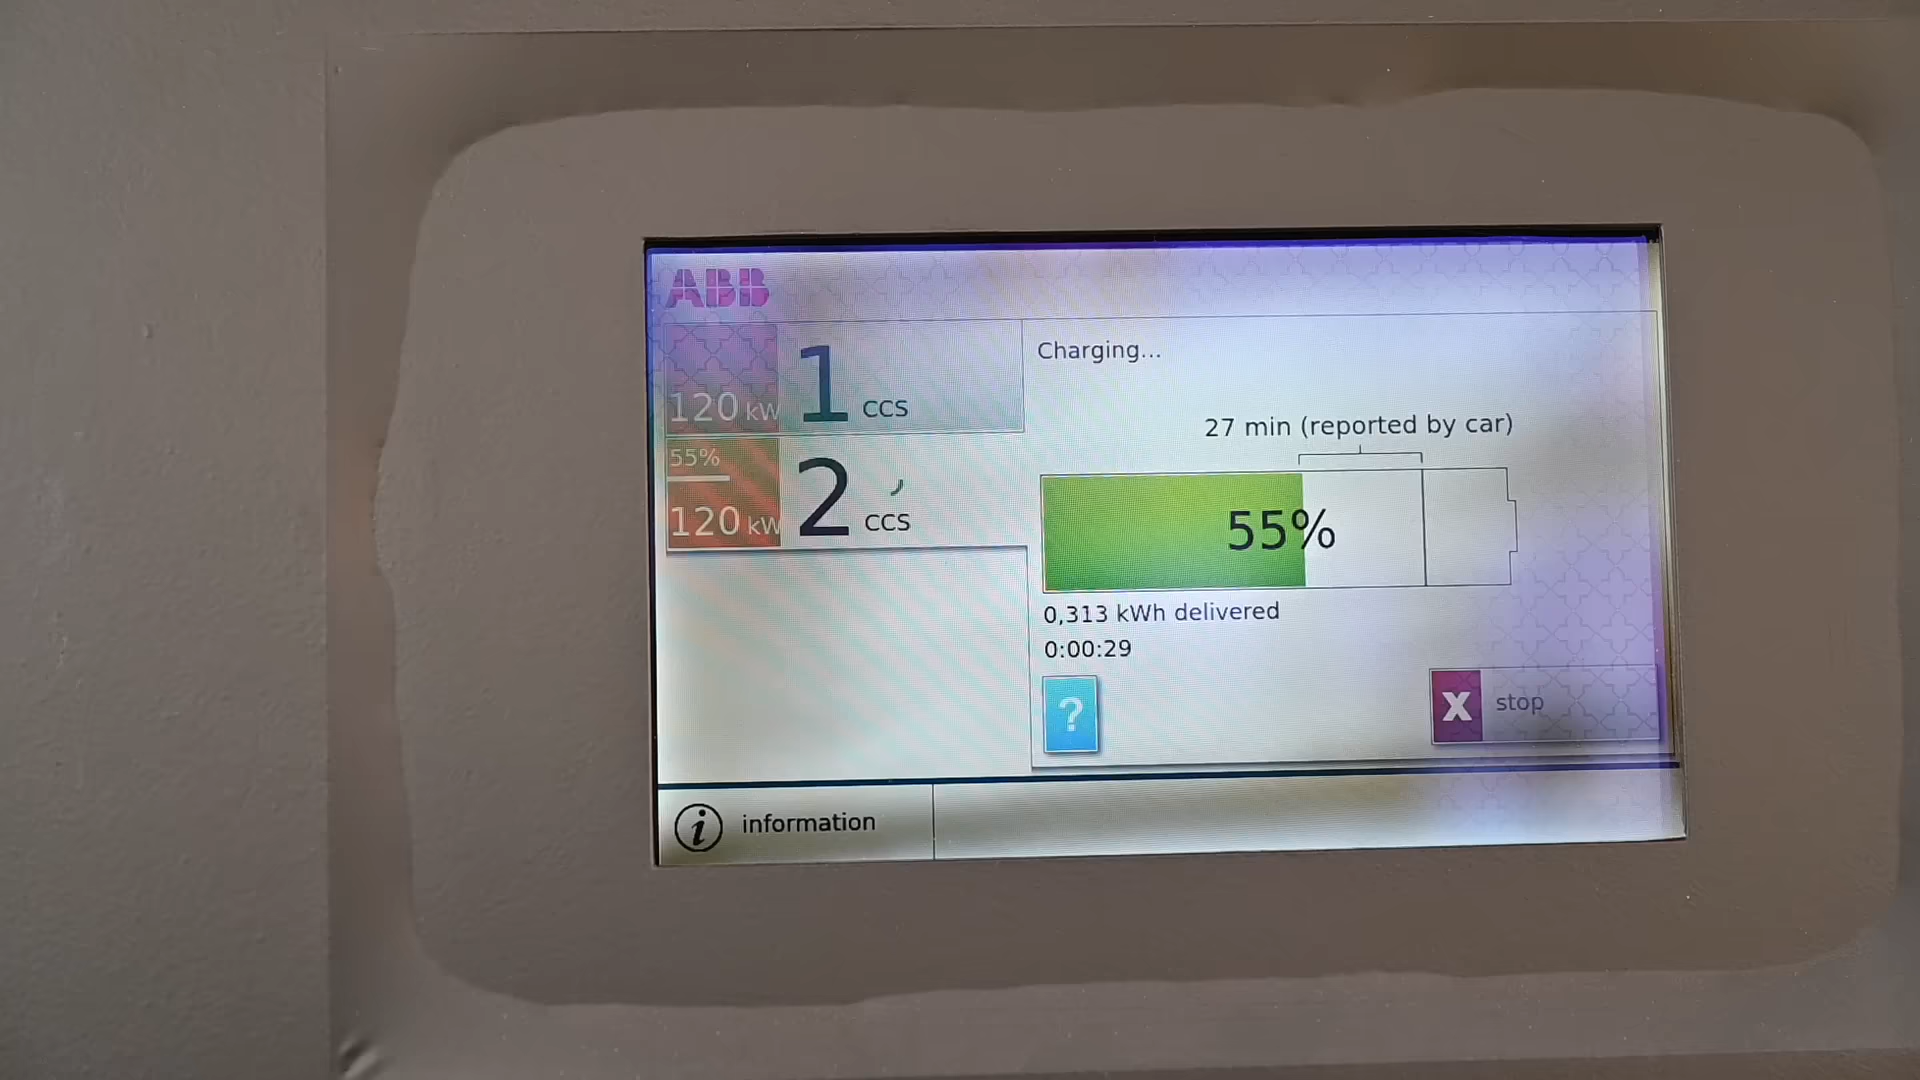 ABB
120 kW 1 CCS
55%
120 kW 2 CCS
Charging...
27 min (reported by car)
55%
0,313 kWh delivered
0:00:29
?
X stop
i information